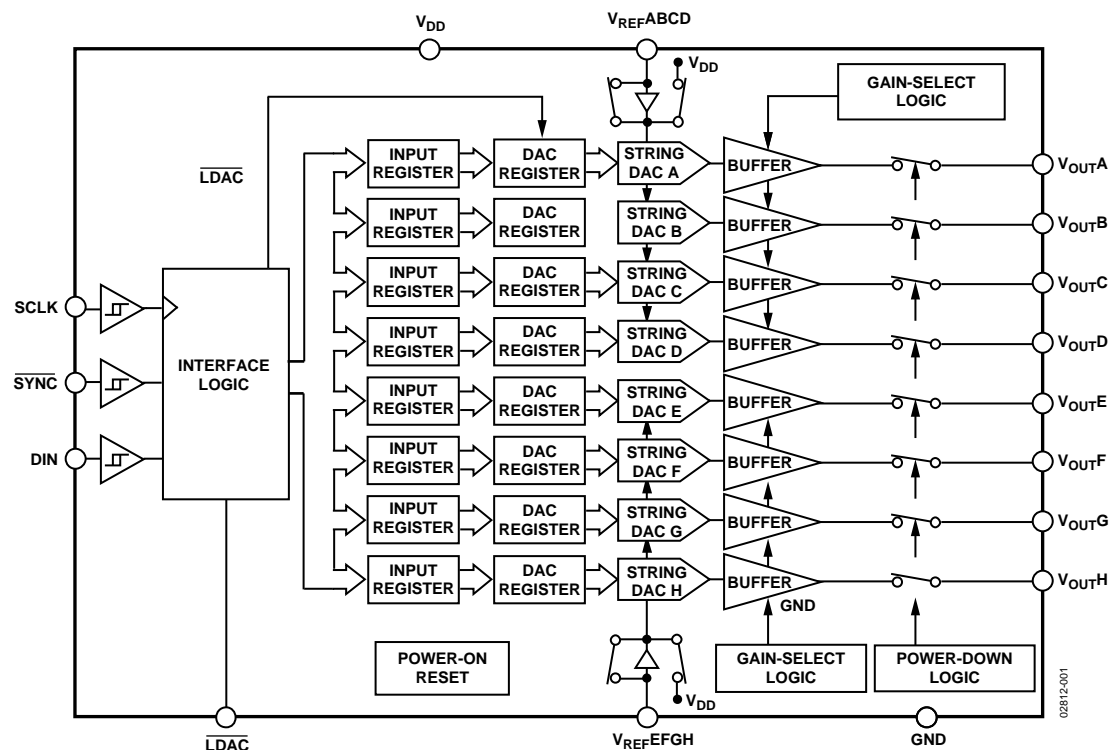 VDD
VREFABCD
VDD
GAIN-SELECT
LOGIC
LDAC
INPUT
REGISTER
DAC
REGISTER
STRING
DAC A
BUFFER
VOUTA
INPUT
REGISTER
DAC
REGISTER
STRING
DAC B
BUFFER
VOUTB
INPUT
REGISTER
DAC
REGISTER
STRING
DAC C
BUFFER
VOUTC
SCLK
INPUT
REGISTER
DAC
REGISTER
STRING
DAC D
BUFFER
VOUTD
INTERFACE
LOGIC
SYNC
INPUT
REGISTER
DAC
REGISTER
STRING
DAC E
BUFFER
VOUTE
DIN
INPUT
REGISTER
DAC
REGISTER
STRING
DAC F
BUFFER
VOUTF
INPUT
REGISTER
DAC
REGISTER
STRING
DAC G
BUFFER
VOUTG
INPUT
REGISTER
DAC
REGISTER
STRING
DAC H
BUFFER
VOUTH
GND
POWER-ON
RESET
GAIN-SELECT
LOGIC
POWER-DOWN
LOGIC
VDD
02812-001
LDAC
VREFEFGH
GND